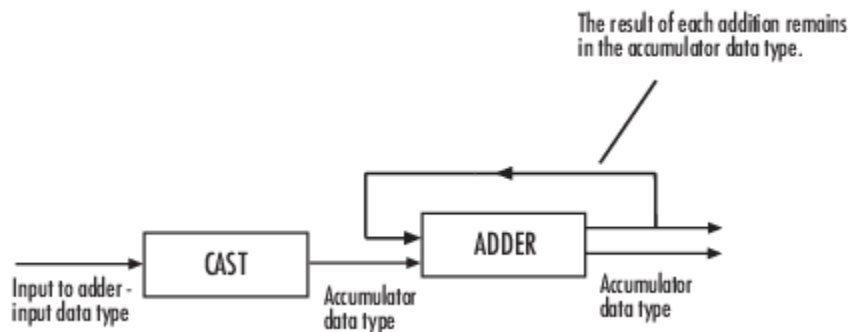 The result of each addition remains
in the accumulator data type.
CAST
ADDER
Input to adder -
input data type
Accumulator
data type
Accumulator
data type